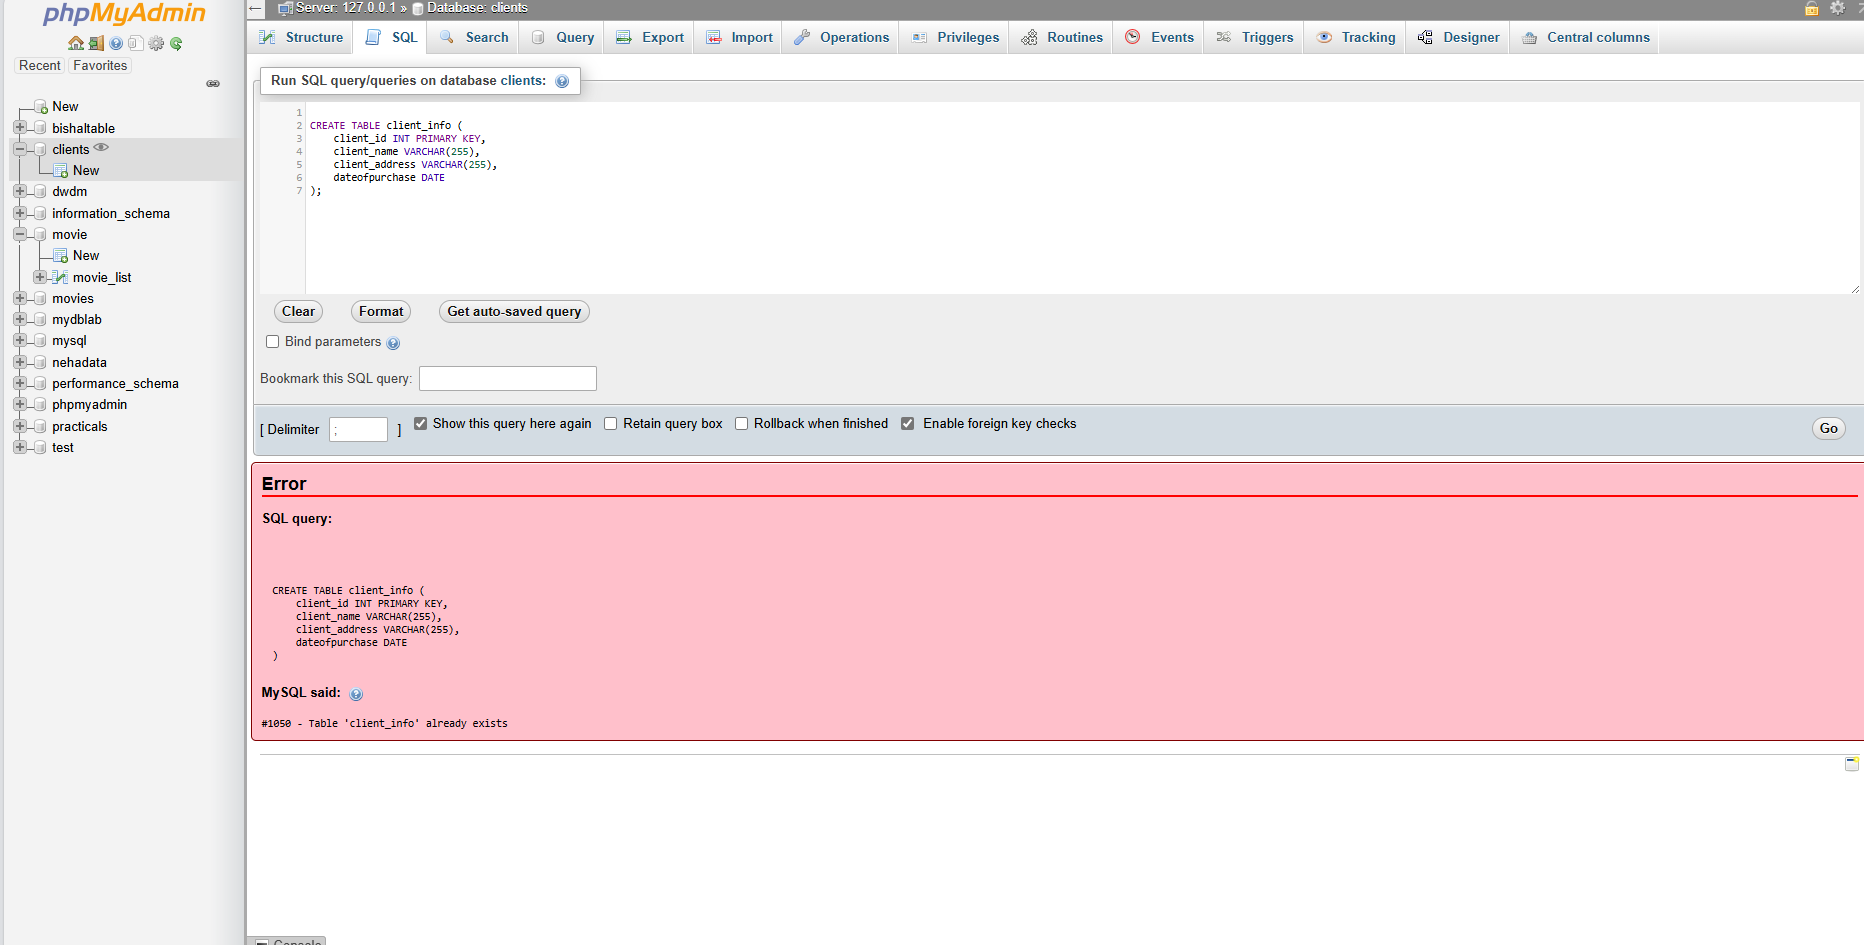 phpMyAdmin
Recent
Favorites
New
bishaltable
clients
New
dwdm
information_schema
movie
New
movie_list
movies
mydblab
mysql
nehadata
performance_schema
phpmyadmin
practicals
test
Server: 127.0.0.1 » Database: clients
Structure
SQL
Search
Query
Export
Import
Operations
Privileges
Routines
Events
Triggers
Tracking
Designer
Central columns
Run SQL query/queries on database clients:
1
2 CREATE TABLE client_info (
3 client_id INT PRIMARY KEY,
4 client_name VARCHAR(255),
5 client_address VARCHAR(255),
6 dateofpurchase DATE
7 );
Clear
Format
Get auto-saved query
Bind parameters
Bookmark this SQL query:
[ Delimiter ; ]
Show this query here again
Retain query box
Rollback when finished
Enable foreign key checks
Go
Error
SQL query:
CREATE TABLE client_info (
client_id INT PRIMARY KEY,
client_name VARCHAR(255),
client_address VARCHAR(255),
dateofpurchase DATE
)
MySQL said:
#1050 - Table 'client_info' already exists
Console